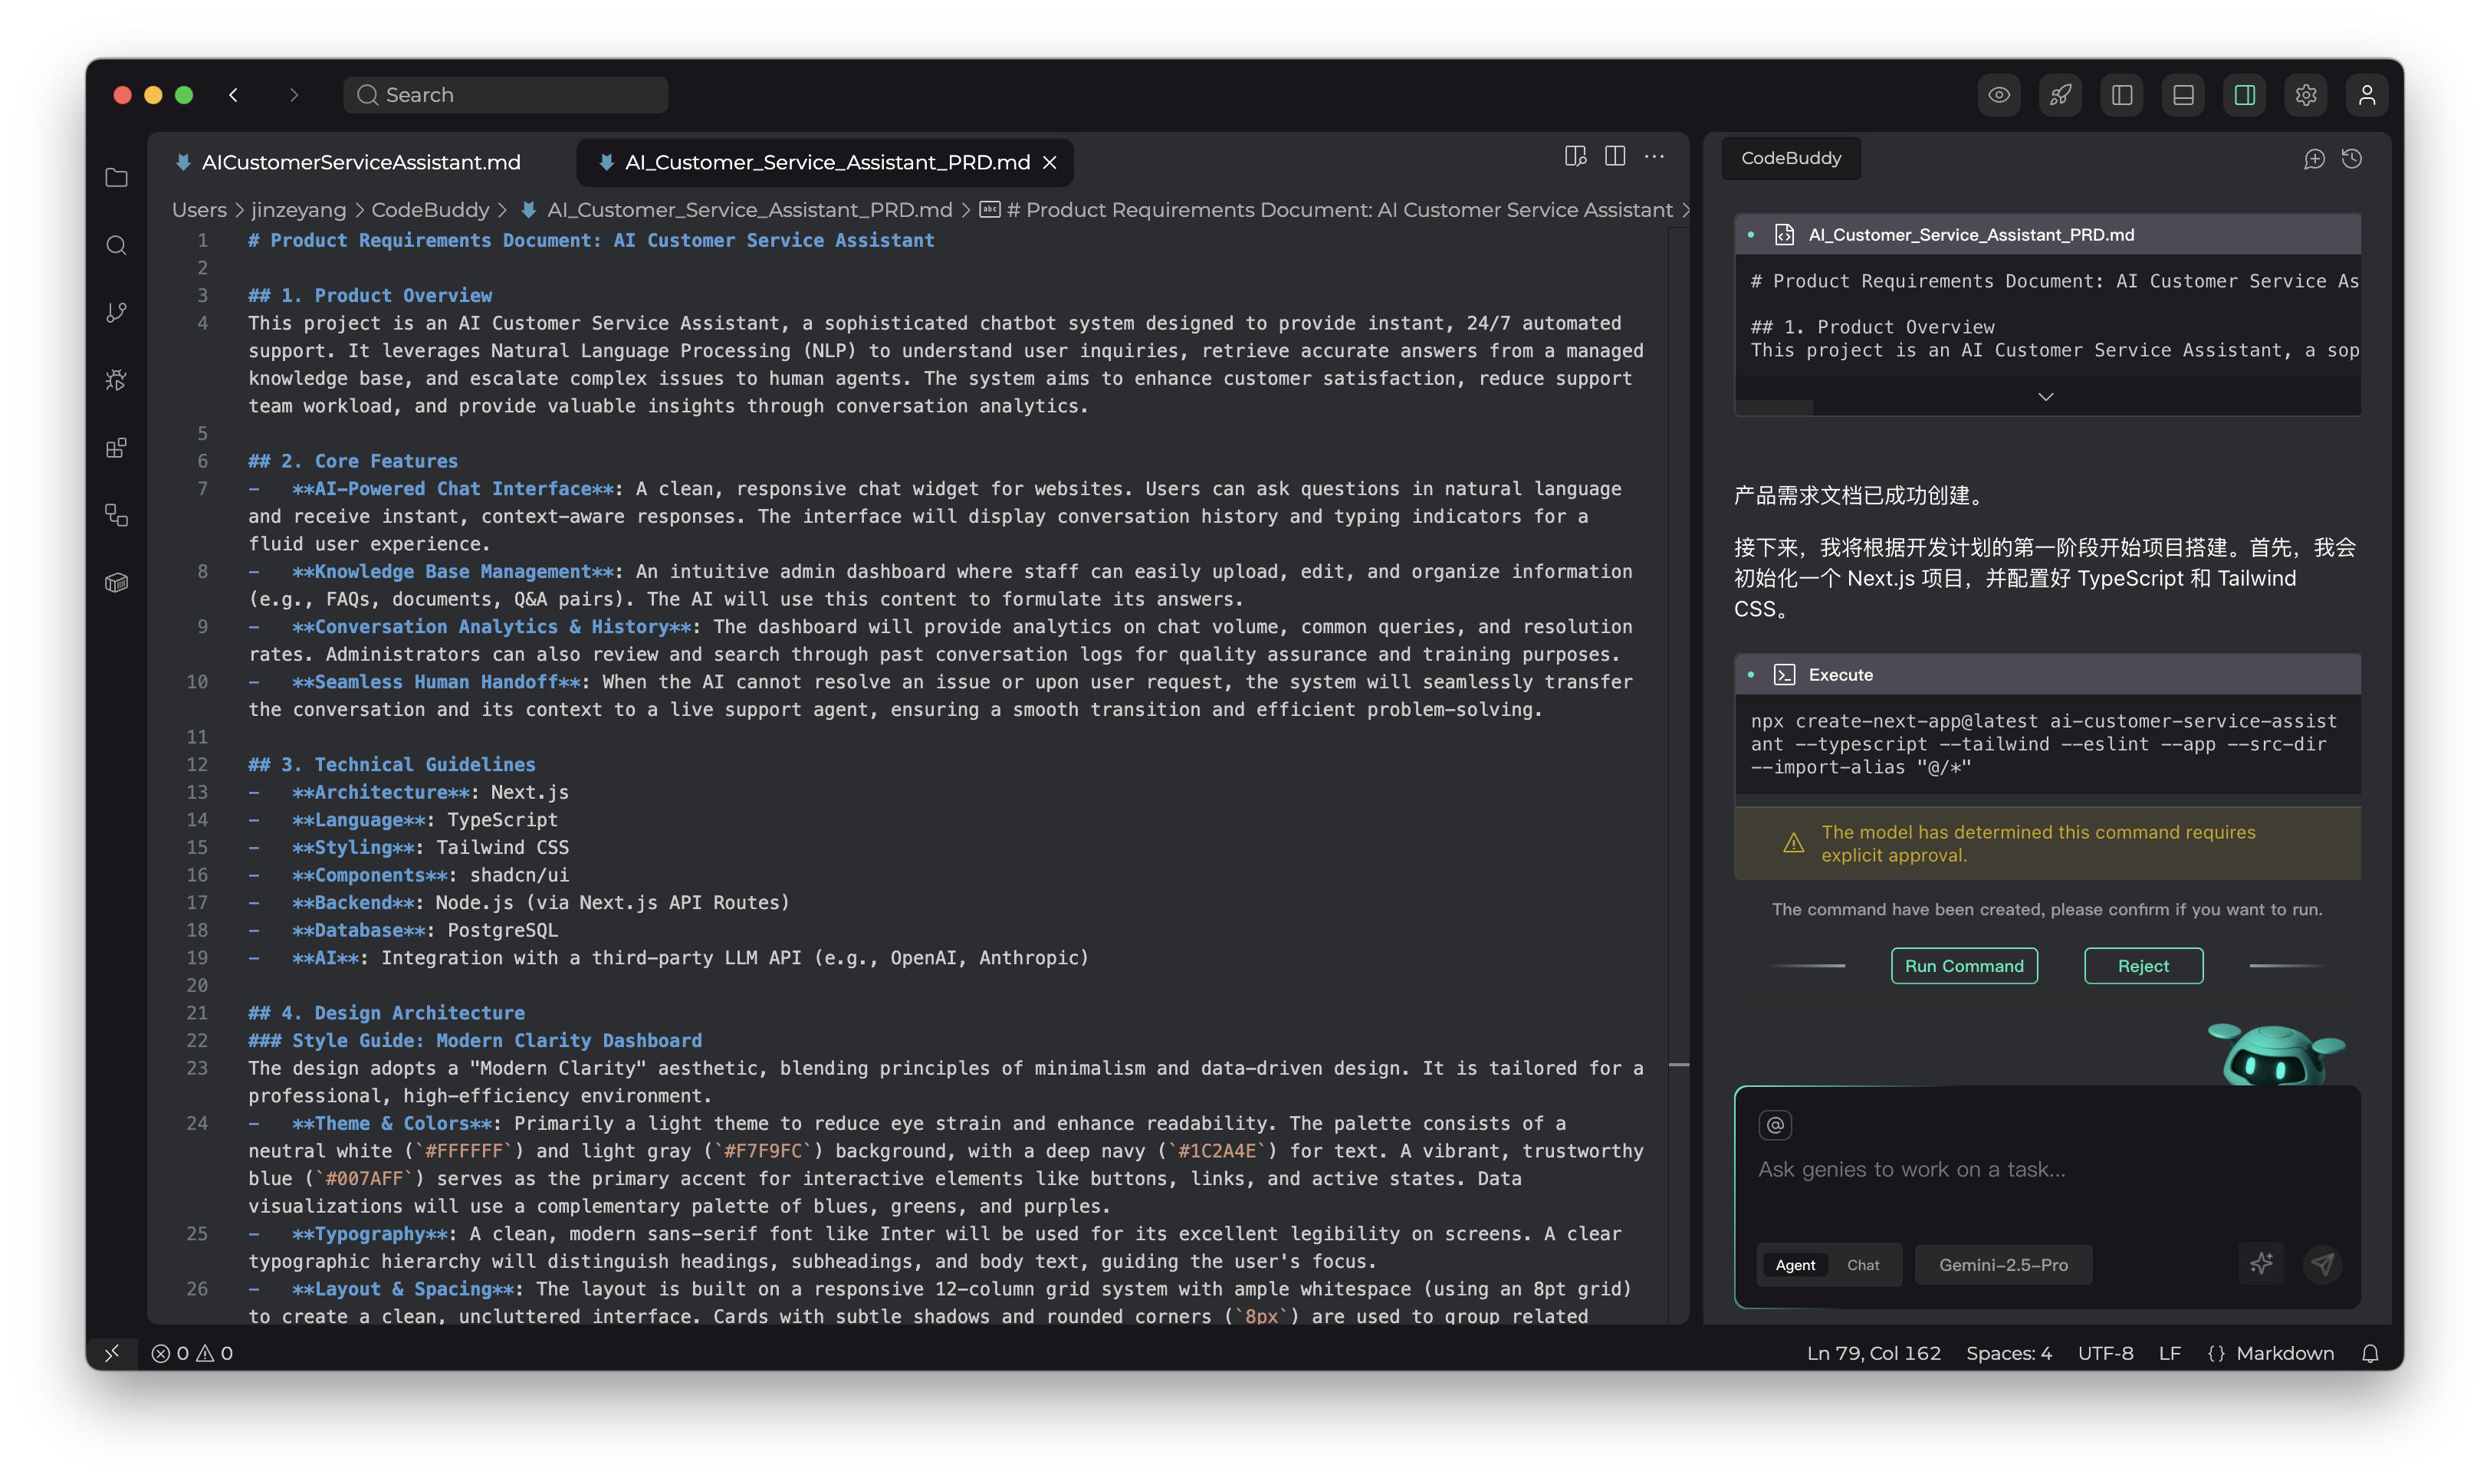 Search
AICustomerServiceAssistant.md
AI_Customer_Service_Assistant_PRD.md
Users > jinzeyang > CodeBuddy > AI_Customer_Service_Assistant_PRD.md > abc # Product Requirements Document: AI Customer Service Assistant >
1 # Product Requirements Document: AI Customer Service Assistant
2
3 ## 1. Product Overview
4 This project is an AI Customer Service Assistant, a sophisticated chatbot system designed to provide instant, 24/7 automated
support. It leverages Natural Language Processing (NLP) to understand user inquiries, retrieve accurate answers from a managed
knowledge base, and escalate complex issues to human agents. The system aims to enhance customer satisfaction, reduce support
team workload, and provide valuable insights through conversation analytics.
5
6 ## 2. Core Features
7 - **AI-Powered Chat Interface**: A clean, responsive chat widget for websites. Users can ask questions in natural language
and receive instant, context-aware responses. The interface will display conversation history and typing indicators for a
fluid user experience.
8 - **Knowledge Base Management**: An intuitive admin dashboard where staff can easily upload, edit, and organize information
(e.g., FAQs, documents, Q&A pairs). The AI will use this content to formulate its answers.
9 - **Conversation Analytics & History**: The dashboard will provide analytics on chat volume, common queries, and resolution
rates. Administrators can also review and search through past conversation logs for quality assurance and training purposes.
10 - **Seamless Human Handoff**: When the AI cannot resolve an issue or upon user request, the system will seamlessly transfer
the conversation and its context to a live support agent, ensuring a smooth transition and efficient problem-solving.
11
12 ## 3. Technical Guidelines
13 - **Architecture**: Next.js
14 - **Language**: TypeScript
15 - **Styling**: Tailwind CSS
16 - **Components**: shadcn/ui
17 - **Backend**: Node.js (via Next.js API Routes)
18 - **Database**: PostgreSQL
19 - **AI**: Integration with a third-party LLM API (e.g., OpenAI, Anthropic)
20
21 ## 4. Design Architecture
22 ### Style Guide: Modern Clarity Dashboard
23 The design adopts a "Modern Clarity" aesthetic, blending principles of minimalism and data-driven design. It is tailored for a
professional, high-efficiency environment.
24 - **Theme & Colors**: Primarily a light theme to reduce eye strain and enhance readability. The palette consists of a
neutral white (`#FFFFFF`) and light gray (`#F7F9FC`) background, with a deep navy (`#1C2A4E`) for text. A vibrant, trustworthy
blue (`#007AFF`) serves as the primary accent for interactive elements like buttons, links, and active states. Data
visualizations will use a complementary palette of blues, greens, and purples.
25 - **Typography**: A clean, modern sans-serif font like Inter will be used for its excellent legibility on screens. A clear
typographic hierarchy will distinguish headings, subheadings, and body text, guiding the user's focus.
26 - **Layout & Spacing**: The layout is built on a responsive 12-column grid system with ample whitespace (using an 8pt grid)
to create a clean, uncluttered interface. Cards with subtle shadows and rounded corners (`8px`) are used to group related
CodeBuddy
AI_Customer_Service_Assistant_PRD.md
# Product Requirements Document: AI Customer Service As
## 1. Product Overview
This project is an AI Customer Service Assistant, a sop
产品需求文档已成功创建。
接下来，我将根据开发计划的第一阶段开始项目搭建。首先，我会
初始化一个 Next.js 项目，并配置好 TypeScript 和 Tailwind
CSS。
Execute
npx create-next-app@latest ai-customer-service-assist
ant --typescript --tailwind --eslint --app --src-dir
--import-alias "@/*"
The model has determined this command requires
explicit approval.
The command have been created, please confirm if you want to run.
Run Command
Reject
@
Ask genies to work on a task...
Agent
Chat
Gemini-2.5-Pro
0 0
Ln 79, Col 162
Spaces: 4
UTF-8
LF
{} Markdown